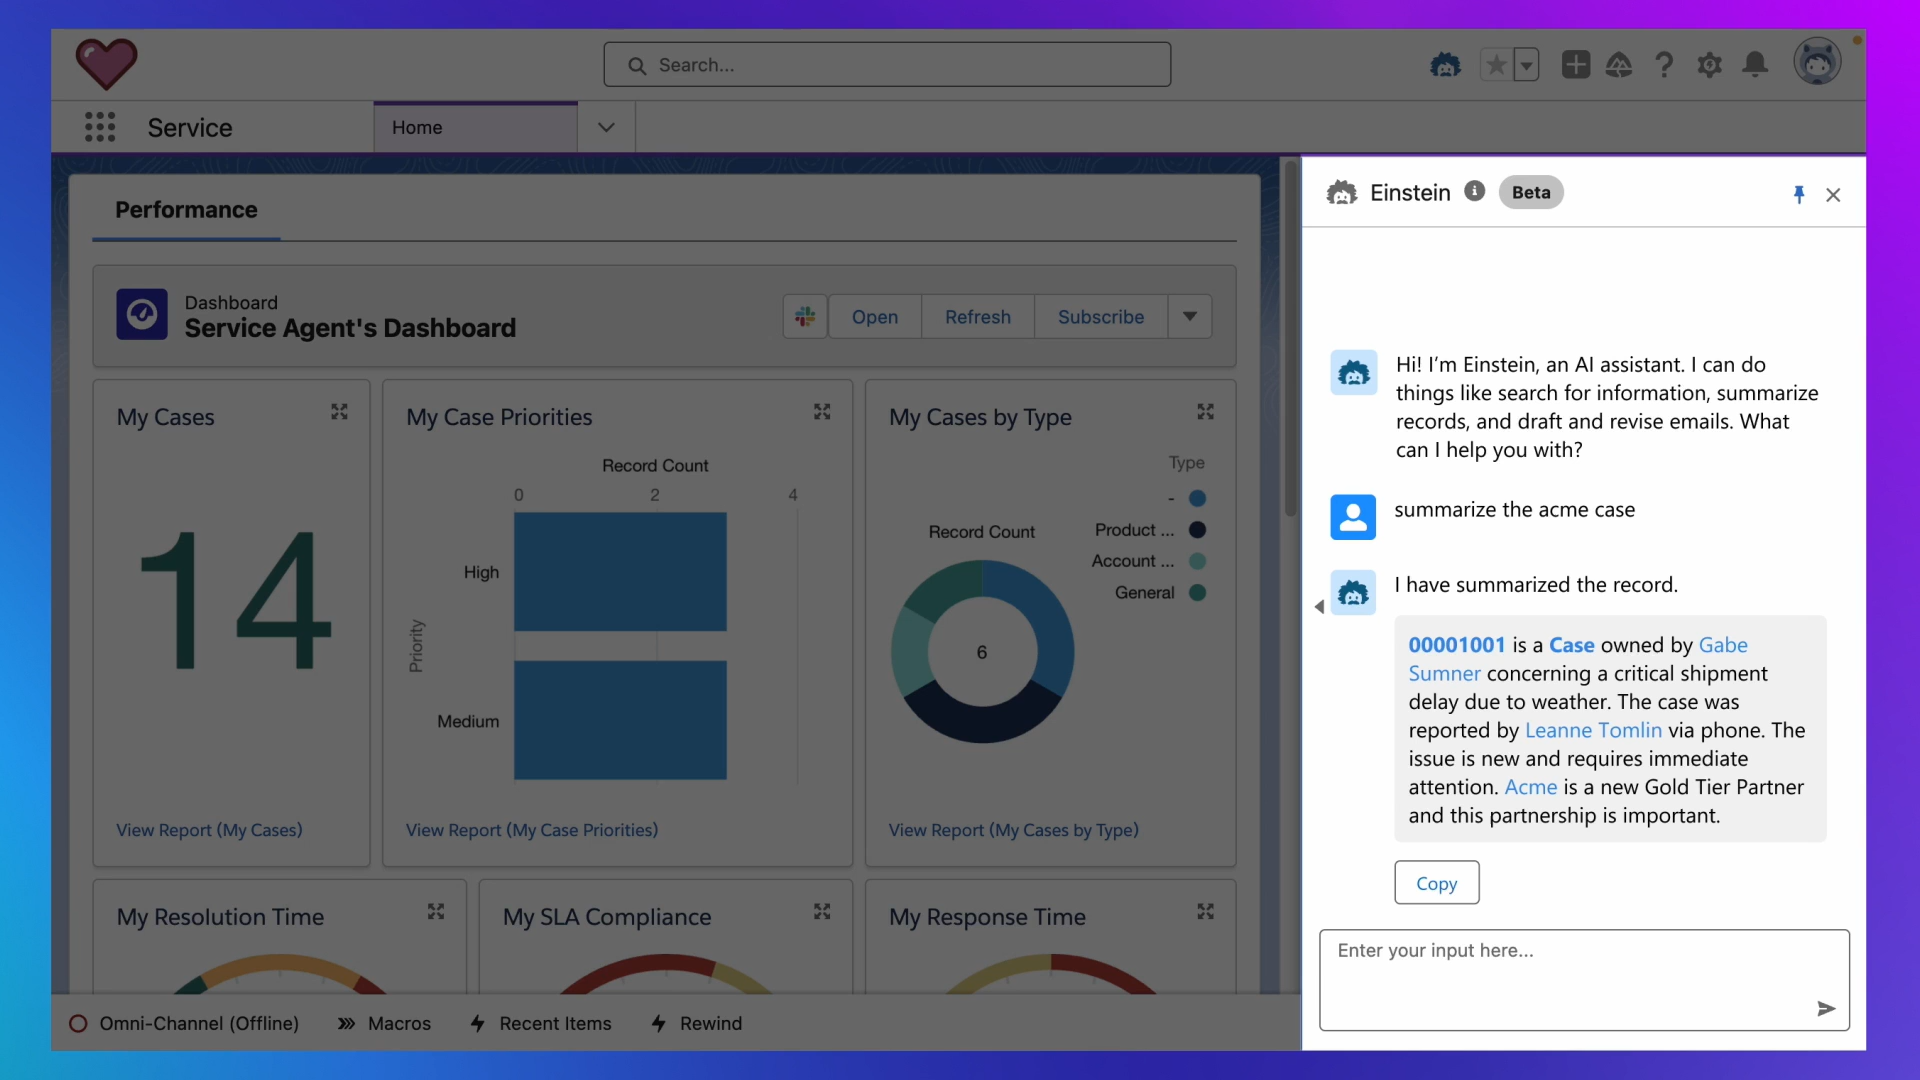 Search...
Service
Home
Performance
Dashboard
Service Agent's Dashboard
Open
Refresh
Subscribe
My Cases
14
View Report (My Cases)
My Case Priorities
Record Count
0 2 4
Priority
High
Medium
View Report (My Case Priorities)
My Cases by Type
Type
-
Product ...
Account ...
General
Record Count
6
View Report (My Cases by Type)
My Resolution Time
My SLA Compliance
My Response Time
Omni-Channel (Offline)
Macros
Recent Items
Rewind
Einstein
Beta
Hi! I’m Einstein, an AI assistant. I can do
things like search for information, summarize
records, and draft and revise emails. What
can I help you with?
summarize the acme case
I have summarized the record.
00001001 is a Case owned by Gabe
Sumner concerning a critical shipment
delay due to weather. The case was
reported by Leanne Tomlin via phone. The
issue is new and requires immediate
attention. Acme is a new Gold Tier Partner
and this partnership is important.
Copy
Enter your input here...